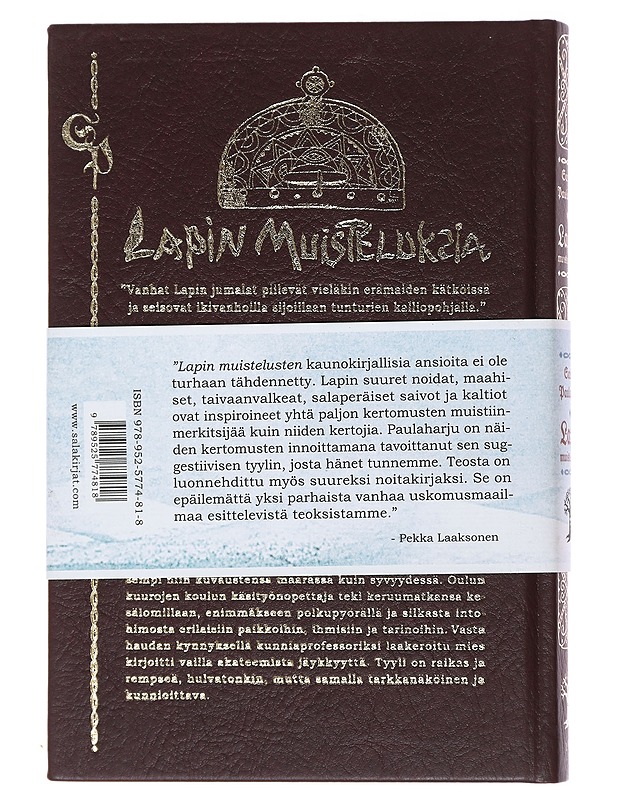 SP
LAPIN MUISTELUKSIA
"Vanhat Lapin jumalat pillevät vieläkin erämaiden kätköissä
ja seisovat ikivanhoilla sijoillaan tunturien kalliopohjalla."
"Lapin muistelusten kaunokirjallisia ansioita ei ole
turhaan tähdennetty. Lapin suuret noidat, maahi-
set, taivaanvalkeat, salaperäiset saivot ja kaltiot
ovat inspiroineet yhtä paljon kertomusten muistiin-
merkitsijää kuin niiden kertojia. Paulaharju on näi-
den kertomusten innoittamana tavoittanut sen sug-
gestiivisen tyylin, josta hänet tunnemme. Teosta on
luonnehdittu myös suureksi noitakirjaksi. Se on
epäilemättä yksi parhaista vanhaa uskomusmaail-
maa esittelevistä teoksistamme."
- Pekka Laaksonen
ISBN 978-952-5774-81-8
9 789525 774818
www.salakirjat.com
sempi niin kuvaustensa määrässä kuin syvyydessä. Oulun
kuurojen koulun käsityönopettaja teki keruumatkansa ke-
sälomillaan, enimmäkseen polkupyörällä ja silkasta into-
himosta erilaisiin paikkoihin, ihmisiin ja tarinoihin. Vasta
haudan kynnyksellä kunniaprofessoriksi laakeroitu mies
kirjoitti vailla akateemista jäykkyyttä. Tyyli on raikas ja
rempseä, hulvatonkin, mutta samalla tarkkanäköinen ja
kunnioittava.